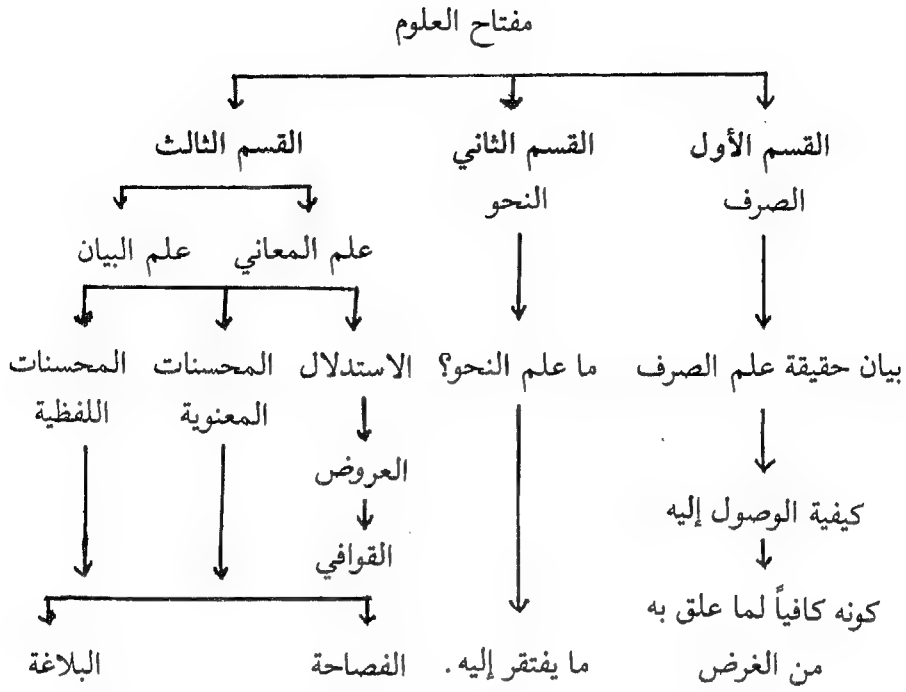 مفتاح العلوم
القسم الأول القسم الثاني القسم الثالث
الصرف النحو
علم المعاني علم البيان
بيان حقيقة علم الصرف ما علم النحو؟ الاستدلال المحسنات المحسنات
المعنوية اللفظية
العروض
كيفية الوصول إليه
القوافي
كونه كافياً لما علق به
من الغرض ما يفتقر إليه. الفصاحة البلاغة